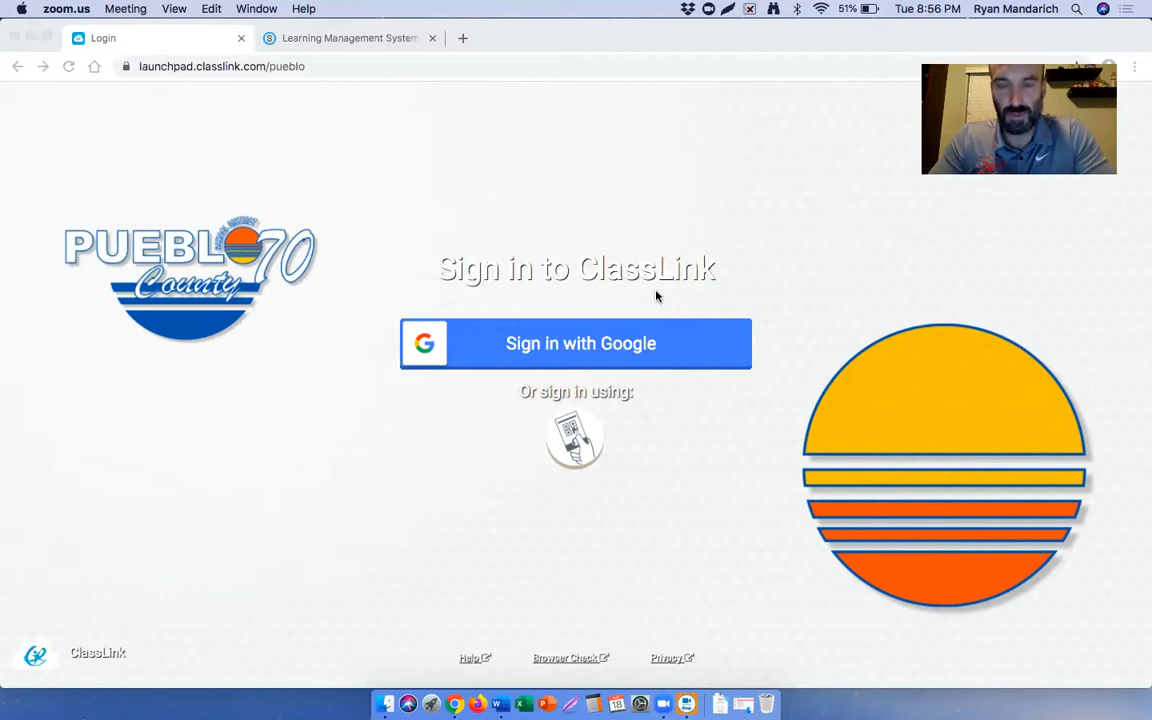 zoom.us Meeting View Edit Window Help 51% Tue 8:56 PM Ryan Mandarich
Login Learning Management System
launchpad.classlink.com/pueblo
PUEBLO 70
County
Sign in to ClassLink
G Sign in with Google
Or sign in using:
ClassLink Help Browser Check Privacy
18